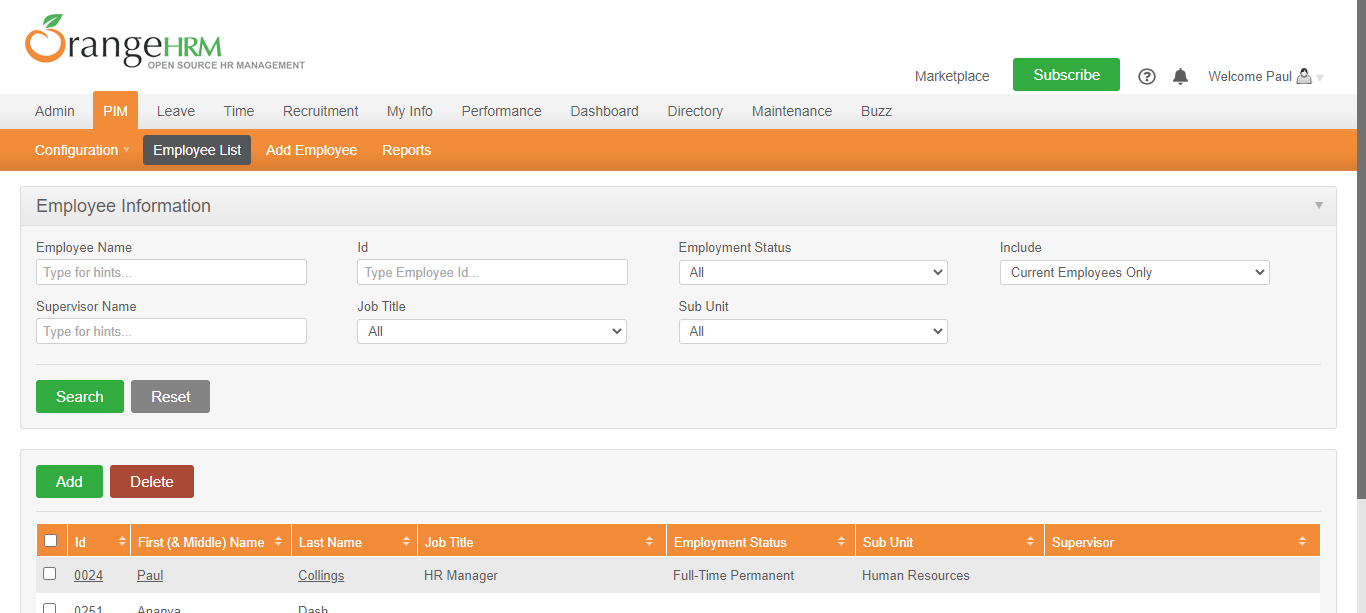 OrangeHRM
OPEN SOURCE HR MANAGEMENT
Marketplace Subscribe Welcome Paul
Admin PIM Leave Time Recruitment My Info Performance Dashboard Directory Maintenance Buzz
Configuration Employee List Add Employee Reports
Employee Information
Employee Name Id Employment Status Include
Type for hints... Type Employee Id... All Current Employees Only
Supervisor Name Job Title Sub Unit
Type for hints... All All
Search Reset
Add Delete
Id First (& Middle) Name Last Name Job Title Employment Status Sub Unit Supervisor
0024 Paul Collings HR Manager Full-Time Permanent Human Resources
0251 Ananya Dash